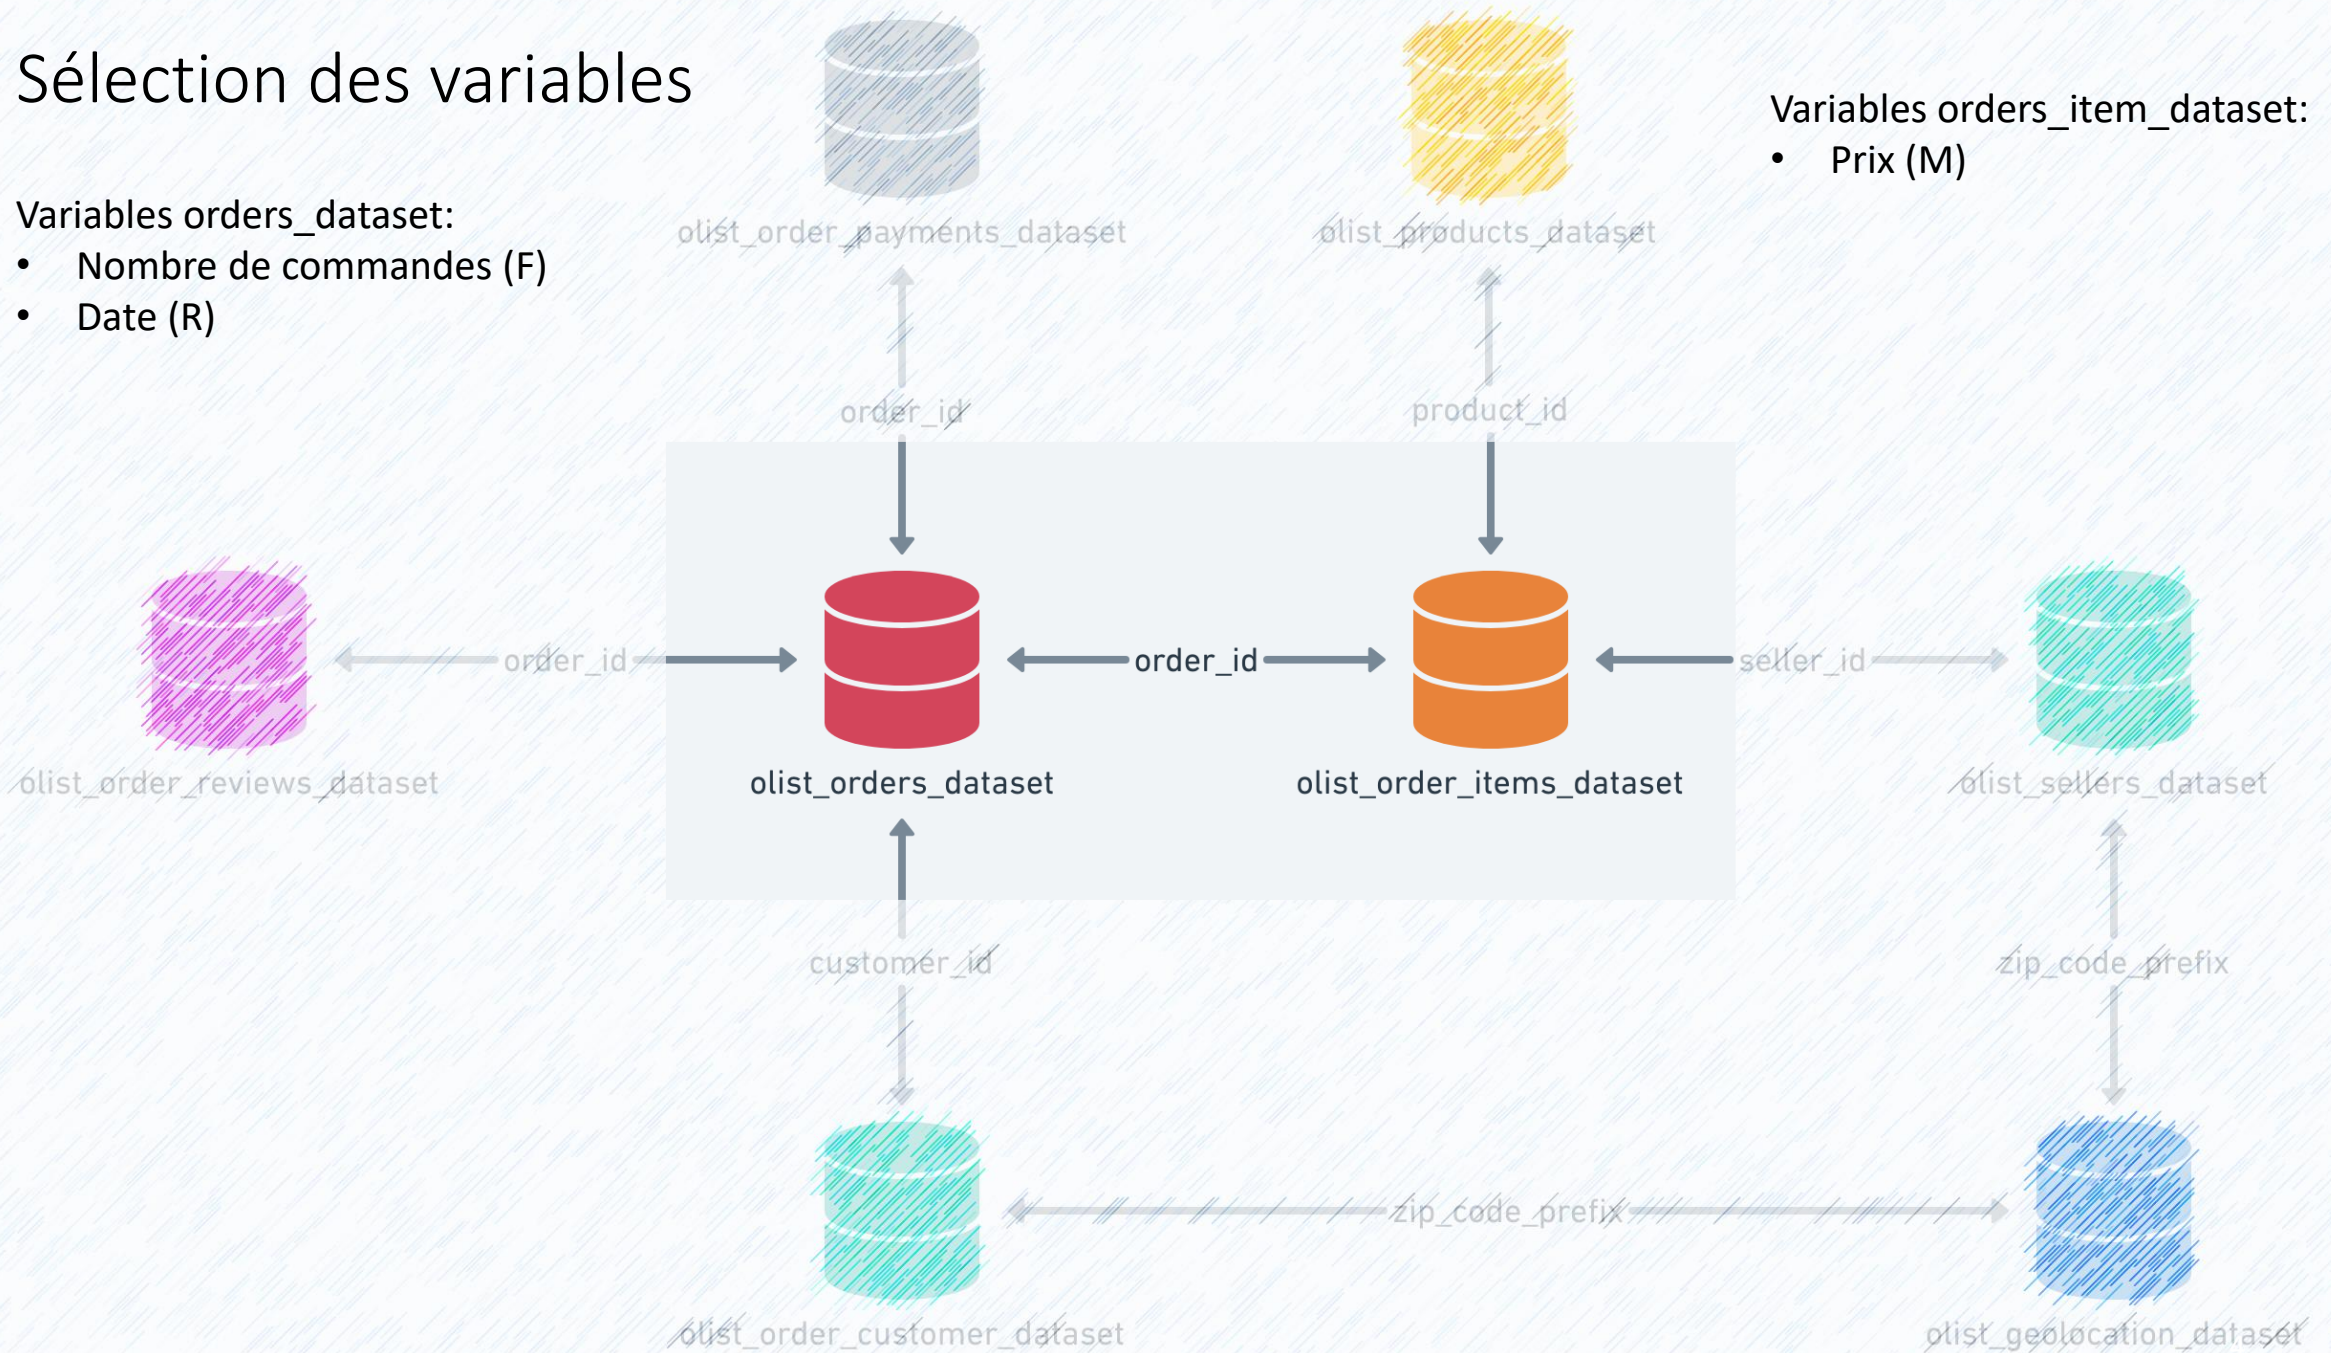 Sélection des variables
Variables orders_dataset:
• Nombre de commandes (F)
• Date (R)
Variables orders_item_dataset:
• Prix (M)
olist_order_payments_dataset
olist_products_dataset
order_id
product_id
order_id
order_id
seller_id
olist_order_reviews_dataset
olist_orders_dataset
olist_order_items_dataset
olist_sellers_dataset
customer_id
zip_code_prefix
zip_code_prefix
olist_order_customer_dataset
olist_geolocation_dataset